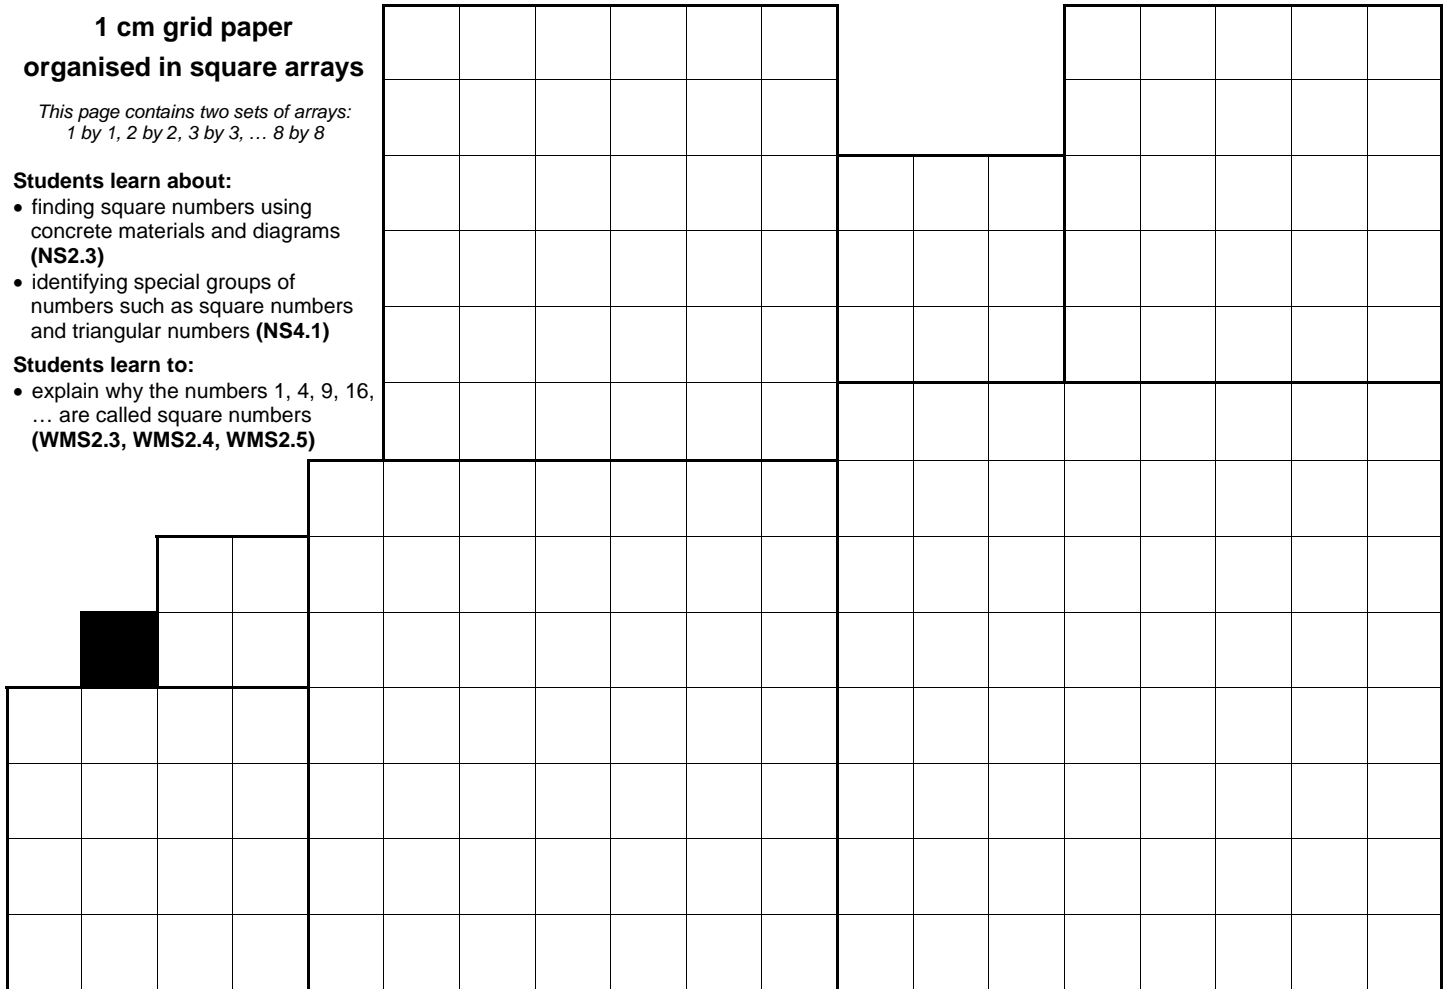 1 cm grid paper
organised in square arrays
This page contains two sets of arrays:
1 by 1, 2 by 2, 3 by 3, … 8 by 8
Students learn about:
• finding square numbers using
concrete materials and diagrams
(NS2.3)
• identifying special groups of
numbers such as square numbers
and triangular numbers (NS4.1)
Students learn to:
• explain why the numbers 1, 4, 9, 16,
… are called square numbers
(WMS2.3, WMS2.4, WMS2.5)